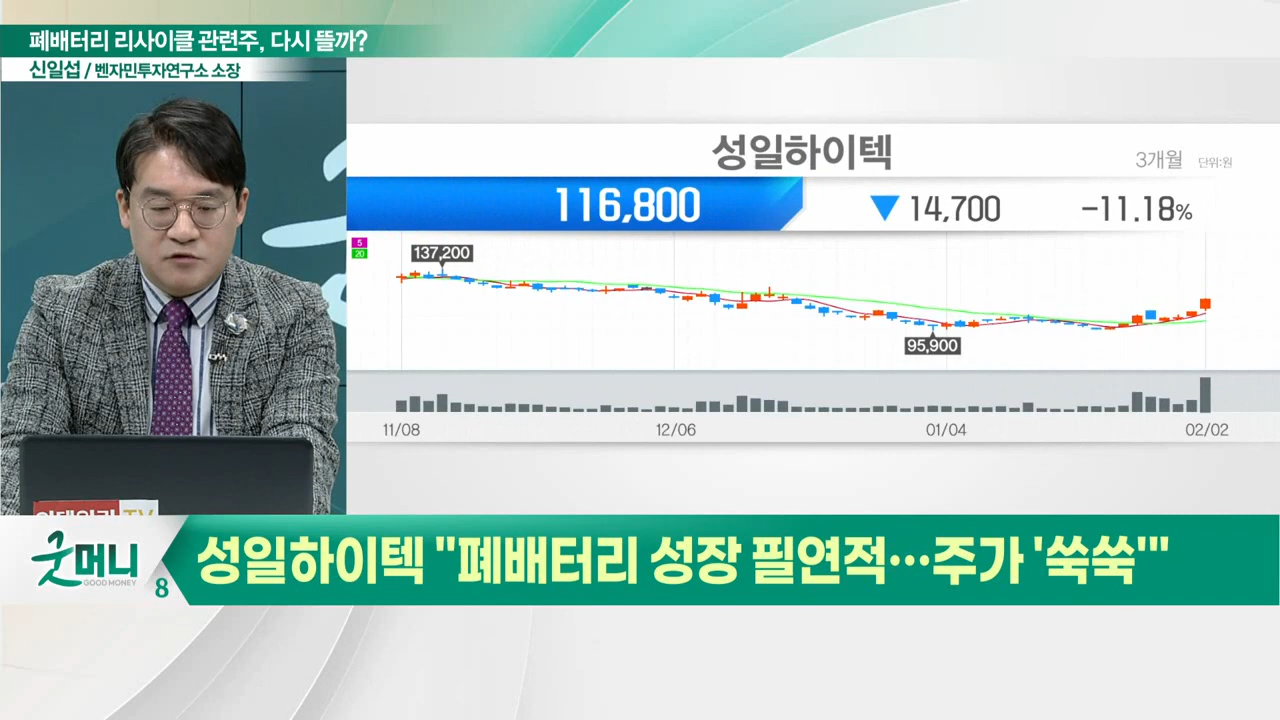 폐배터리 리사이클 관련주, 다시 뜰까?
신일섭 / 벤자민투자연구소 소장
성일하이텍
3개월 단위:원
116,800 ▼ 14,700 -11.18%
5
20
137,200
95,900
11/08 12/06 01/04 02/02
굿머니
GOOD MONEY
8
성일하이텍 "폐배터리 성장 필연적…주가 '쑥쑥'"